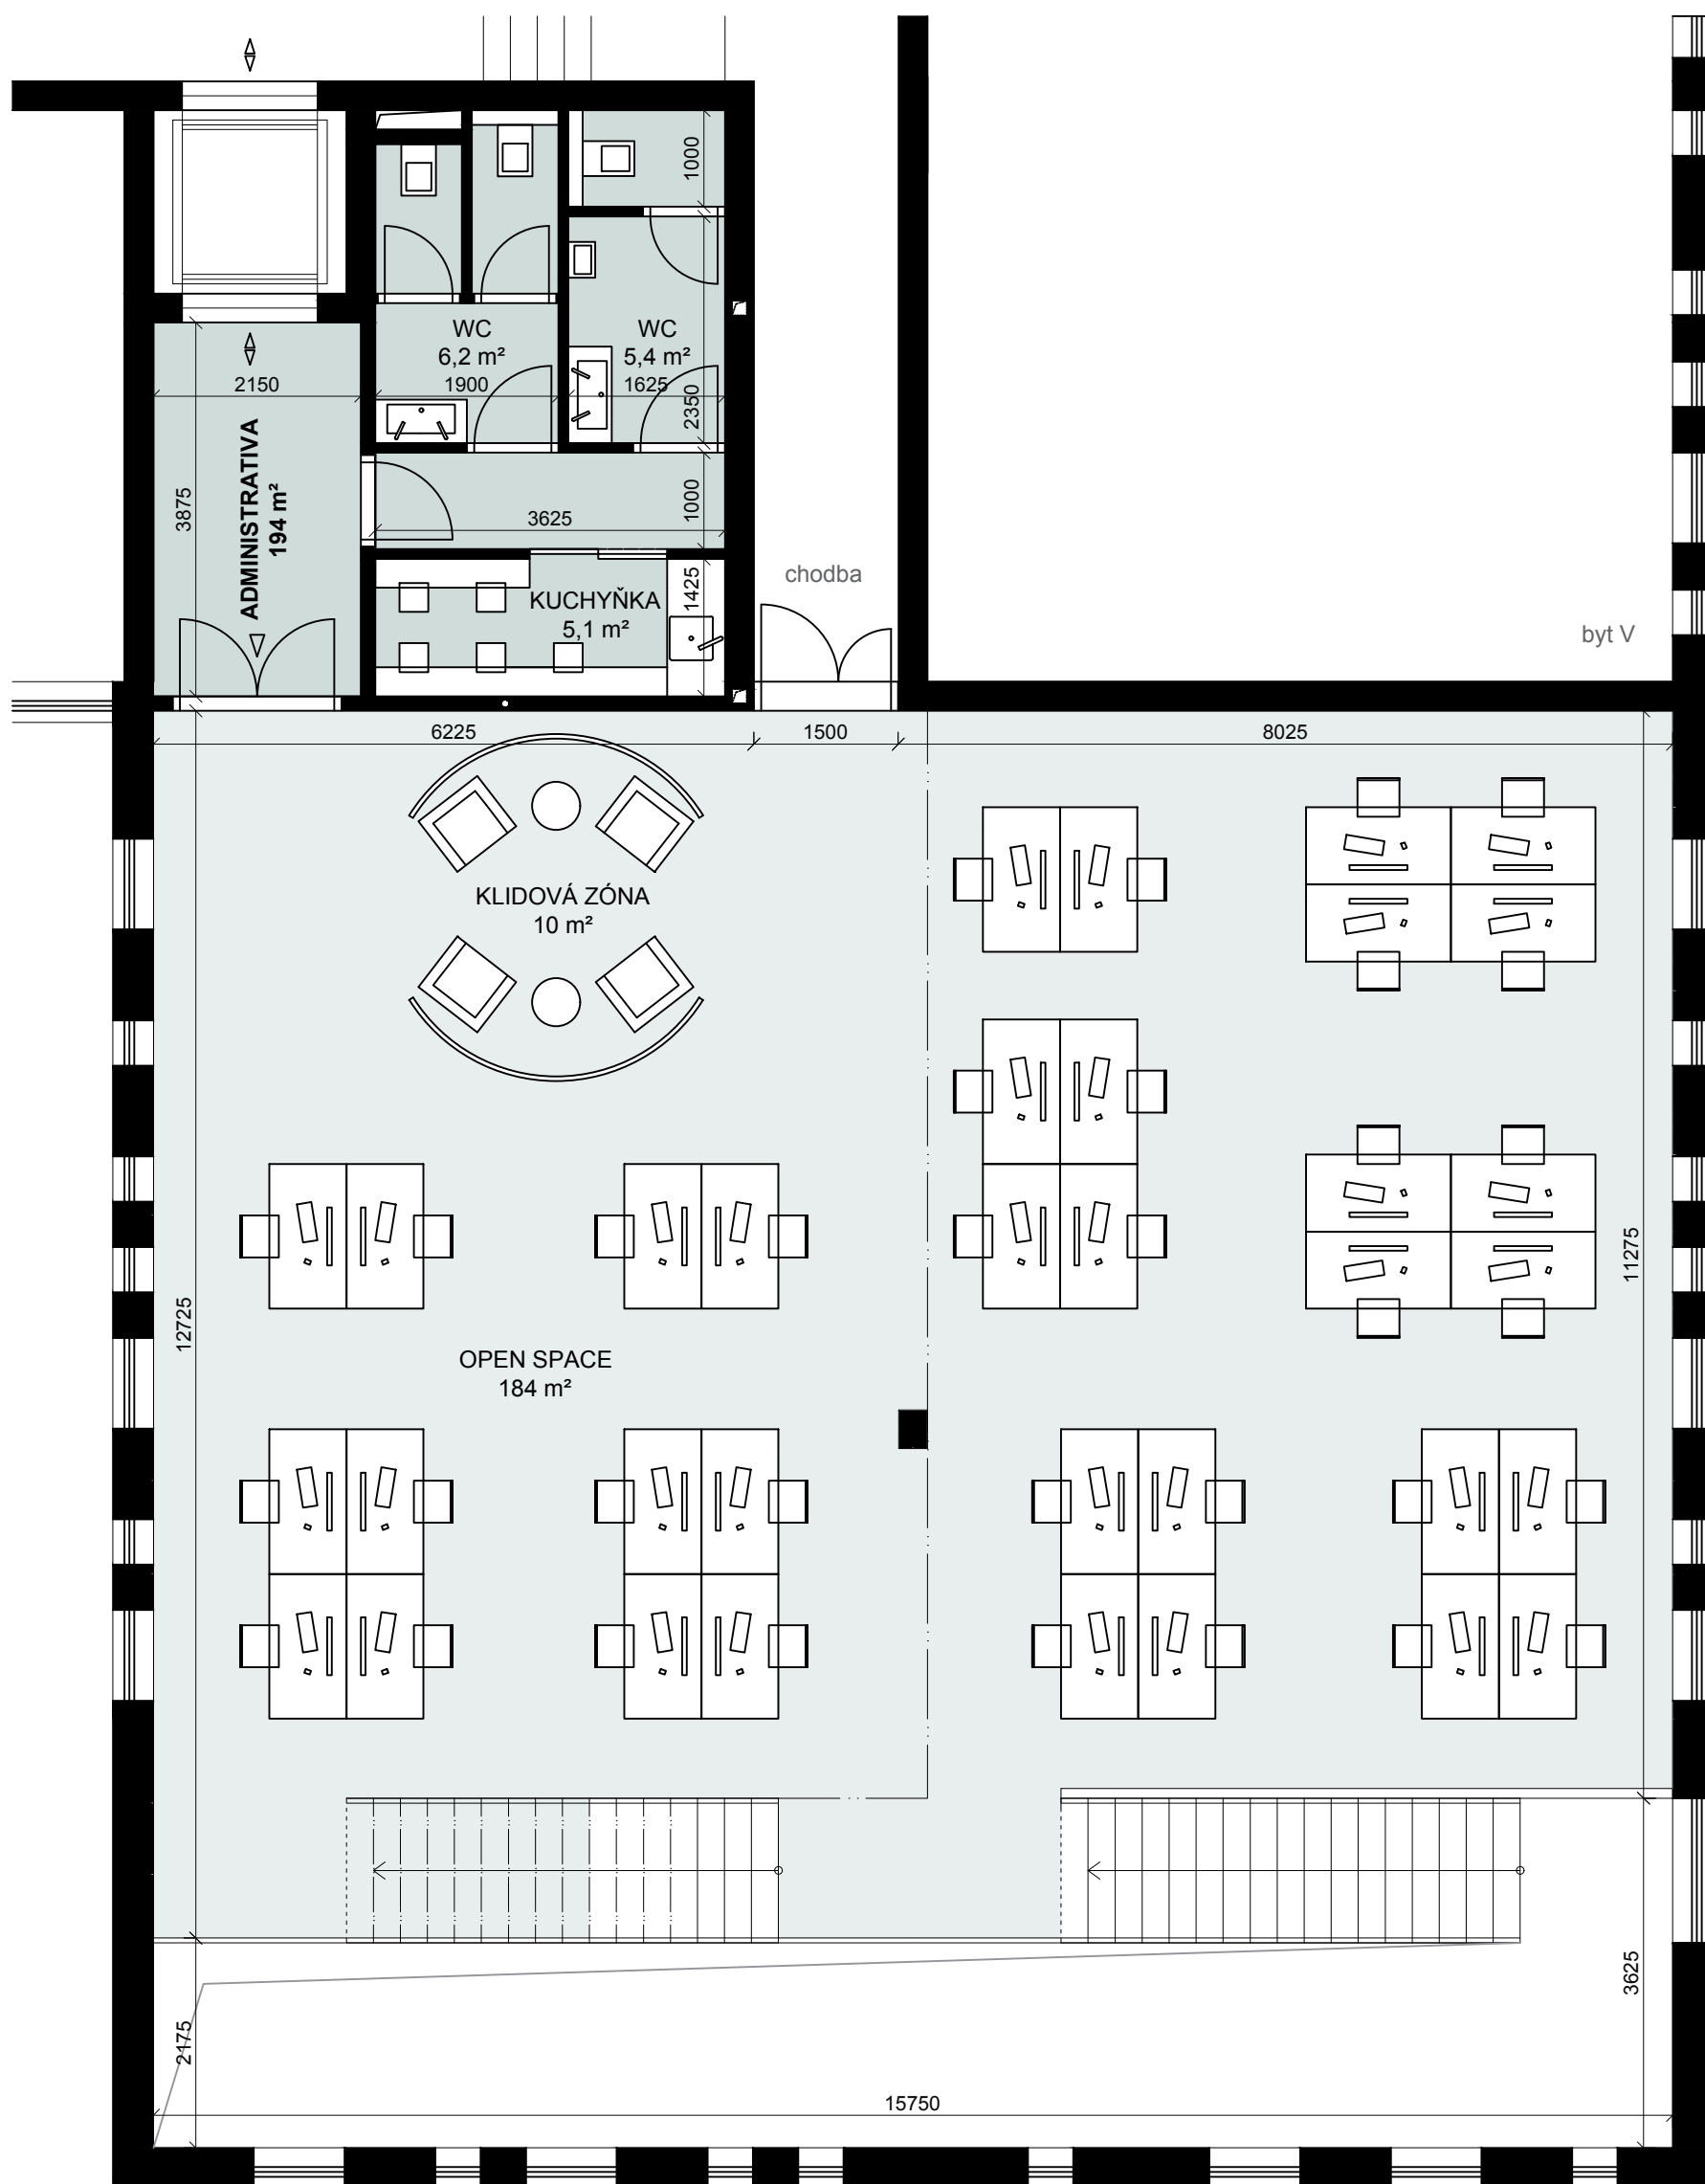 1000
WC
6,2 m²
WC
5,4 m²
2150
1900
1625
2350
ADMINISTRATIVA
194 m²
3875
3625
1000
chodba
KUCHYŇKA
5,1 m²
1425
byt V
6225
1500
8025
KLIDOVÁ ZÓNA
10 m²
12725
11275
OPEN SPACE
184 m²
2175
3625
15750